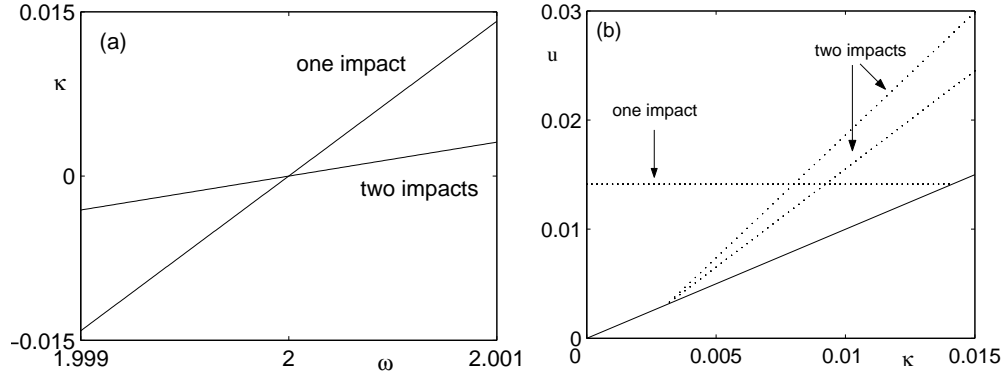 0.015
(a)
one impact
κ
0
two impacts
−0.015
1.999
2
ω
2.001
0.03
(b)
u
two impacts
0.02
one impact
0.01
0
0
0.005
0.01
κ
0.015